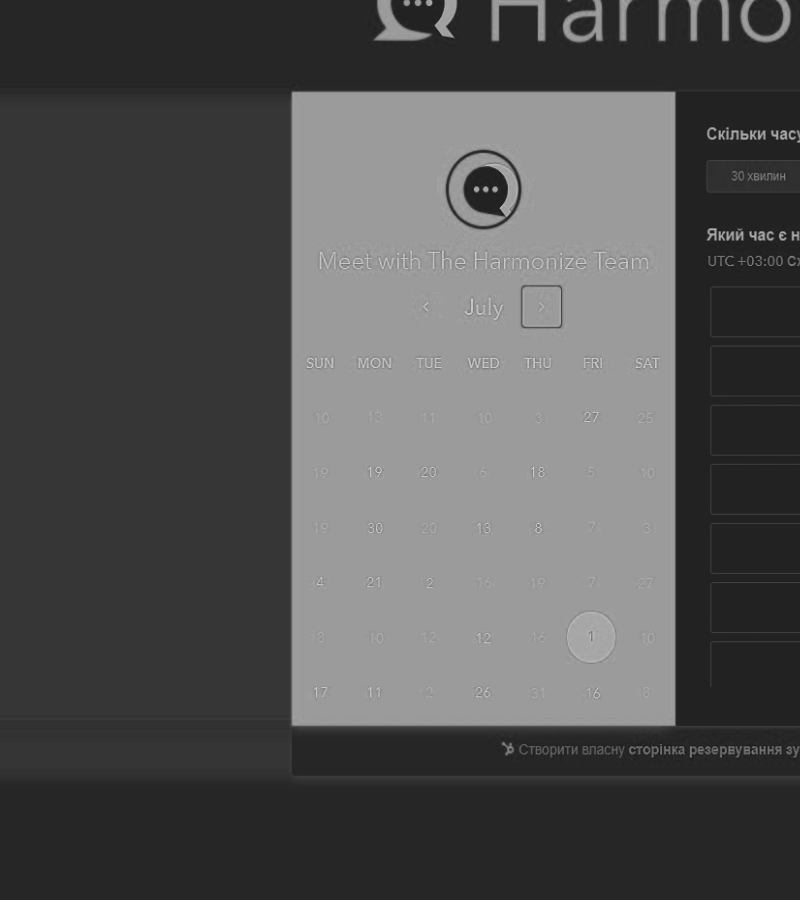 Harmo
Meet with The Harmonize Team
July
SUN MON TUE WED THU FRI SAT
10 13 11 10 3 27 25
19 19 20 6 18 5 10
19 30 20 13 8 7 3
4 21 2 16 19 7 27
8 10 12 12 16 1 10
17 11 2 26 31 16 8
Скільки часу
30 хвилин
Який час є н
UTC +03:00 Сх
Створити власну сторінка резервування зу